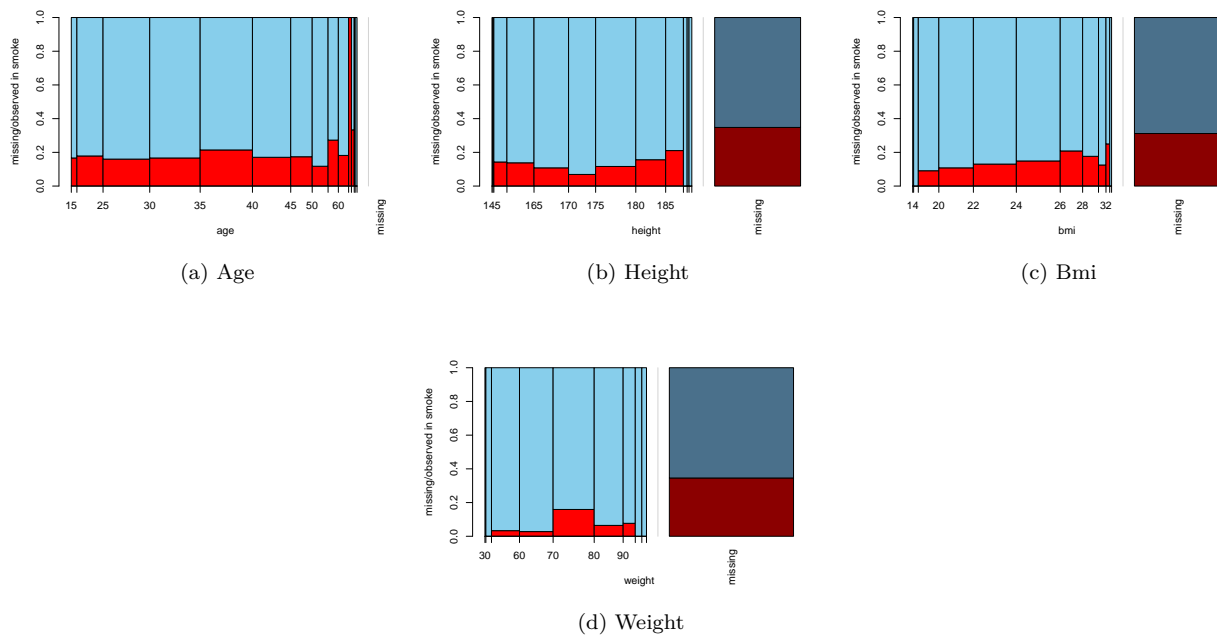 missing/observed in smoke
0.0 0.2 0.4 0.6 0.8 1.0
15 25 30 35 40 45 50 60
missing
age
(a) Age
missing/observed in smoke
0.0 0.2 0.4 0.6 0.8 1.0
145 165 170 175 180 185
missing
height
(b) Height
missing/observed in smoke
0.0 0.2 0.4 0.6 0.8 1.0
14 20 22 24 26 28 32
missing
bmi
(c) Bmi
missing/observed in smoke
0.0 0.2 0.4 0.6 0.8 1.0
30 60 70 80 90
missing
weight
(d) Weight